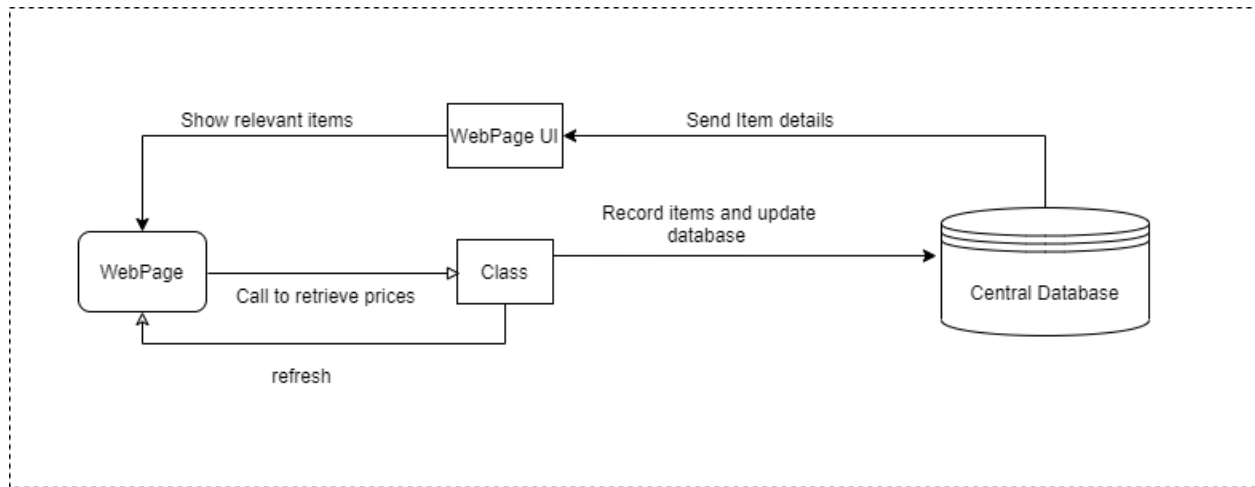 Show relevant items
WebPage UI
Send Item details
Record items and update
database
WebPage
Class
Call to retrieve prices
Central Database
refresh